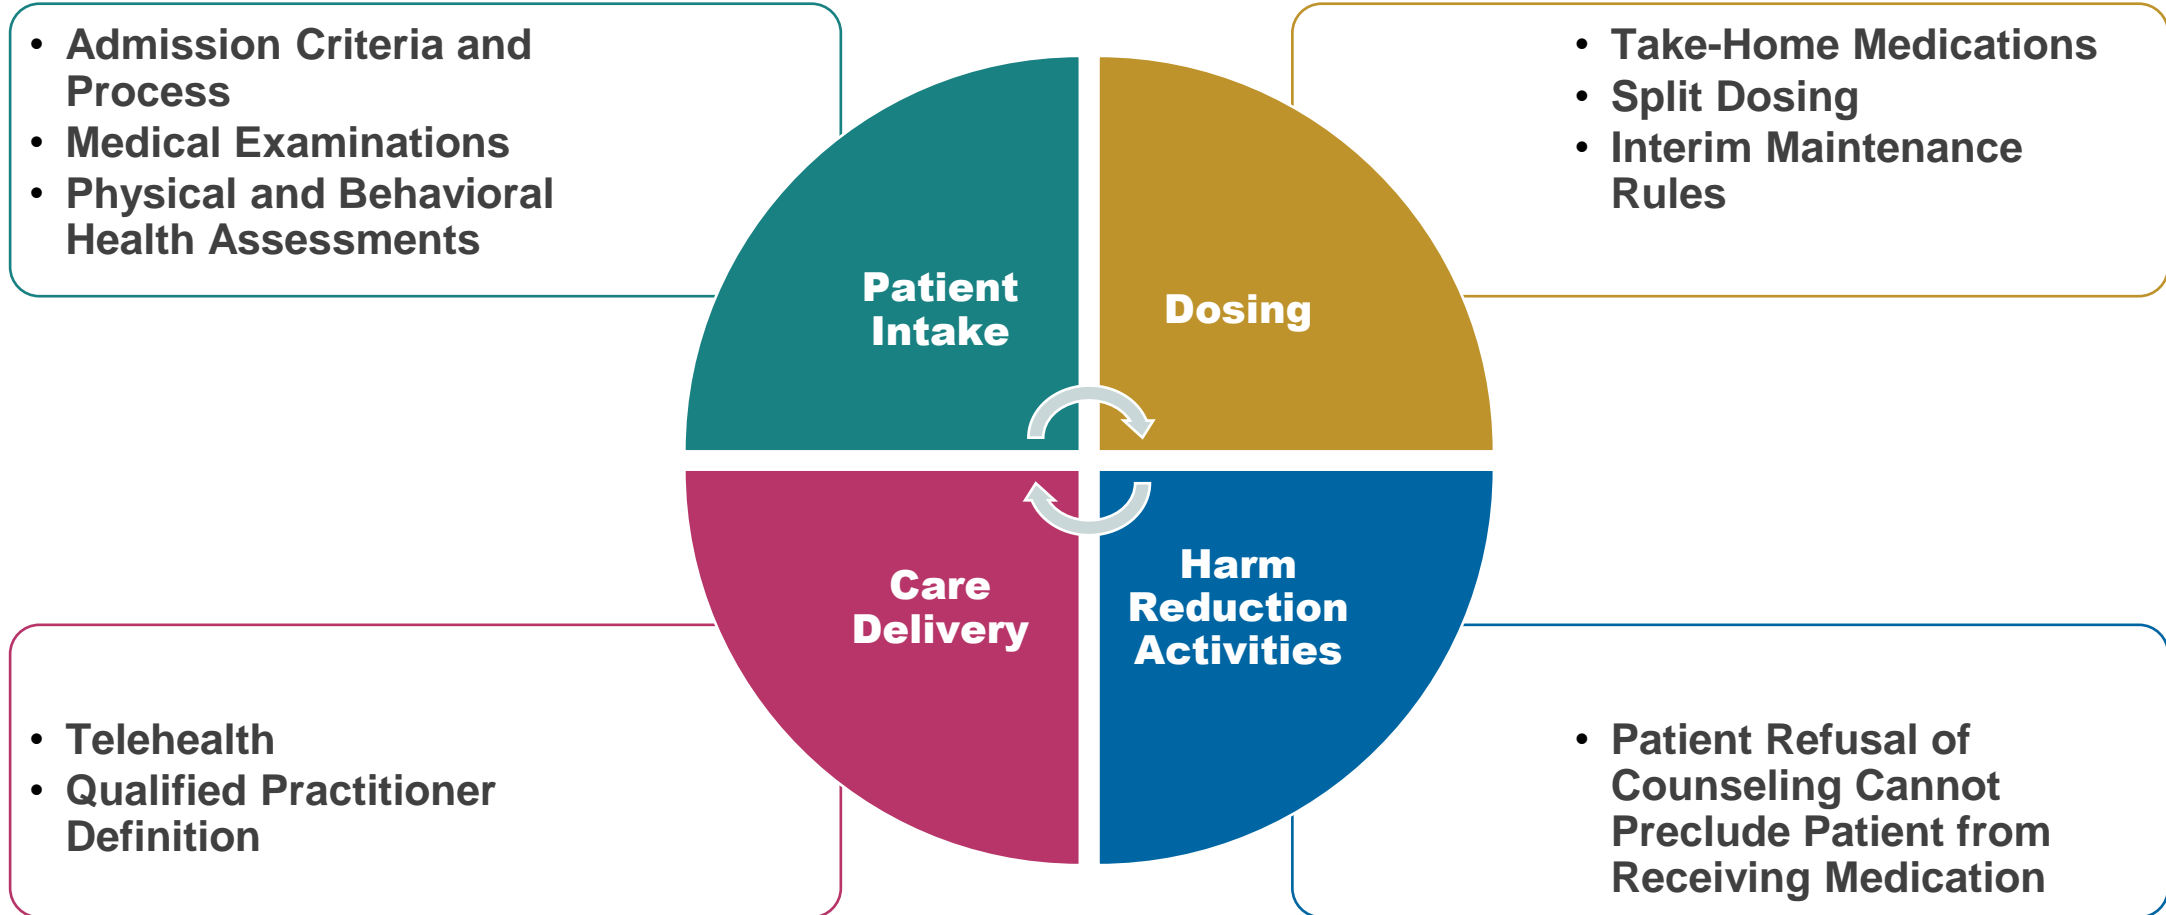 • Admission Criteria and
Process
• Medical Examinations
• Physical and Behavioral
Health Assessments
• Take-Home Medications
• Split Dosing
• Interim Maintenance
Rules
Patient
Intake
Dosing
Care
Delivery
Harm
Reduction
Activities
• Telehealth
• Qualified Practitioner
Definition
• Patient Refusal of
Counseling Cannot
Preclude Patient from
Receiving Medication